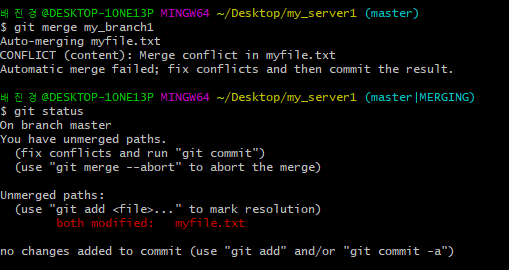 배 진 경@DESKTOP-1ONE13P MINGW64 ~/Desktop/my_server1 (master)
$ git merge my_branch1
Auto-merging myfile.txt
CONFLICT (content): Merge conflict in myfile.txt
Automatic merge failed; fix conflicts and then commit the result.
배 진 경@DESKTOP-1ONE13P MINGW64 ~/Desktop/my_server1 (master|MERGING)
$ git status
On branch master
You have unmerged paths.
(fix conflicts and run "git commit")
(use "git merge --abort" to abort the merge)
Unmerged paths:
(use "git add <file>..." to mark resolution)
both modified:   myfile.txt
no changes added to commit (use "git add" and/or "git commit -a")